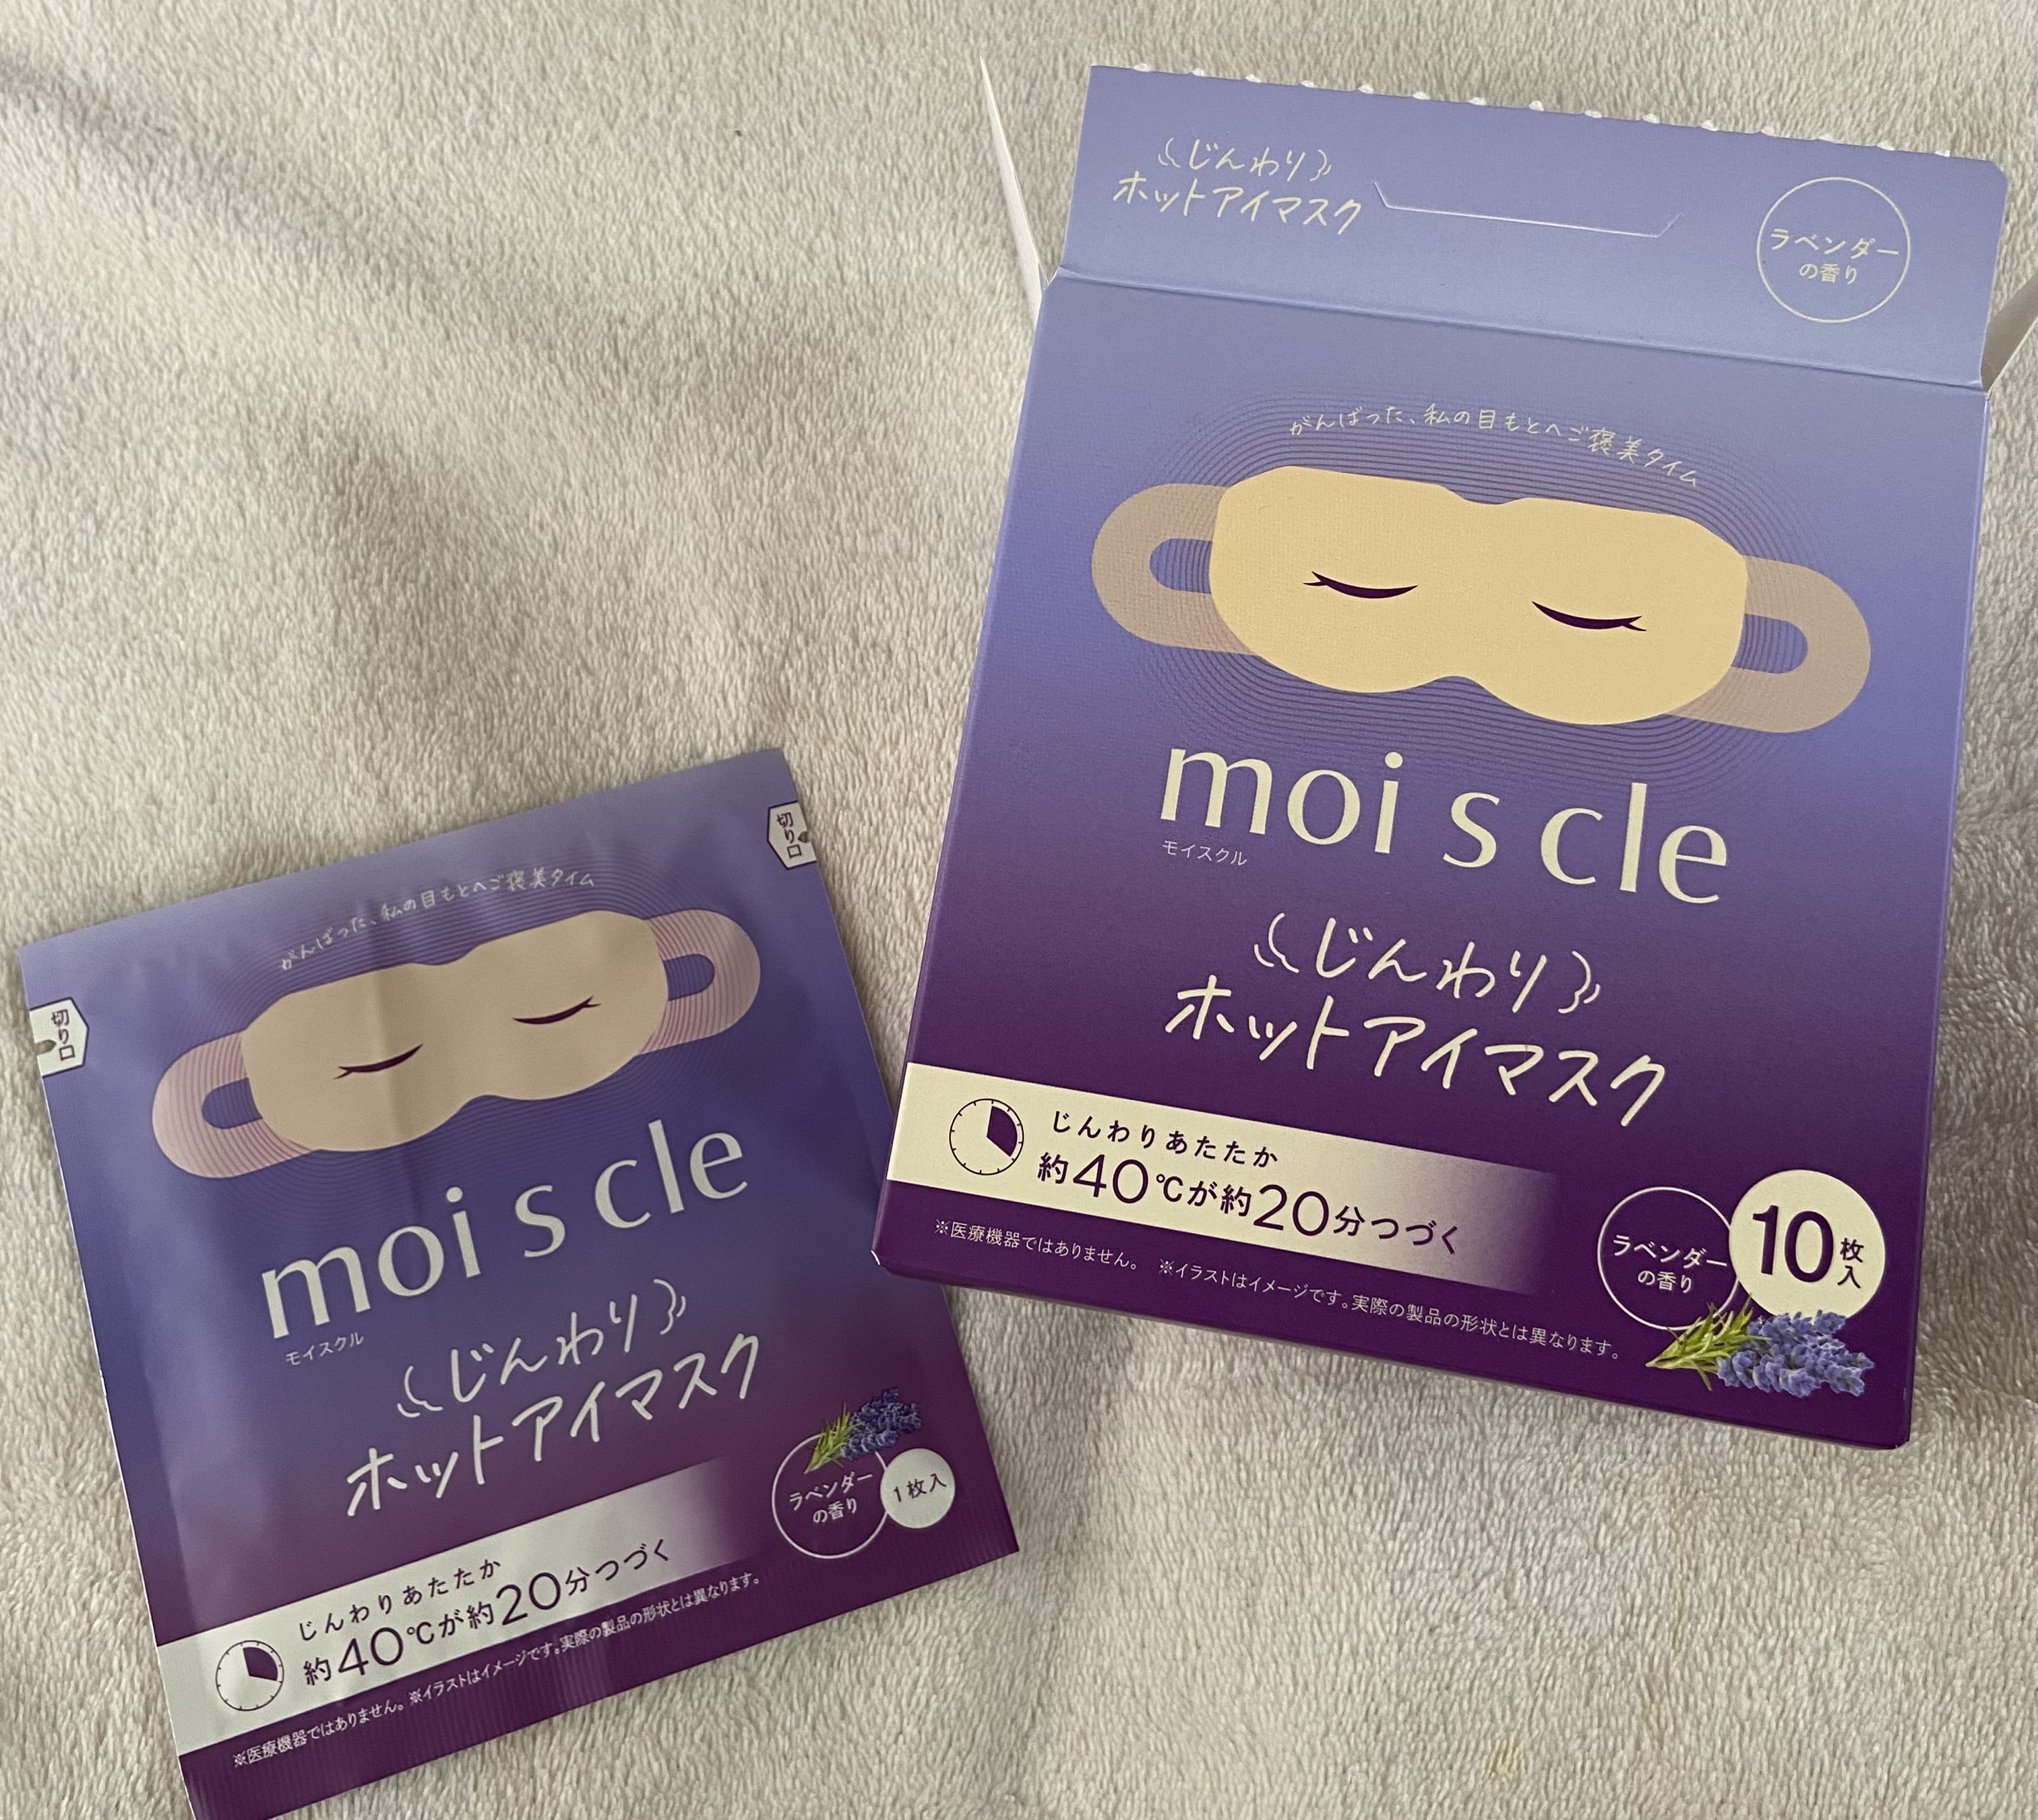 じんわり
ホットアイマスク
ラベンダー
の香り
がんばった、私の目もとへご褒美タイム
moi s cle
モイスクル
じんわり
ホットアイマスク
じんわりあたたか
約40℃が約20分つづく
※医療機器ではありません。 ※イラストはイメージです。実際の製品の形状とは異なります。
ラベンダー
の香り
10枚入
切り口
切り口
がんばった、私の目もとへご褒美タイム
moi s cle
モイスクル
じんわり
ホットアイマスク
ラベンダー
の香り
1枚入
じんわりあたたか
約40℃が約20分つづく
※医療機器ではありません。※イラストはイメージです。実際の製品の形状とは異なります。